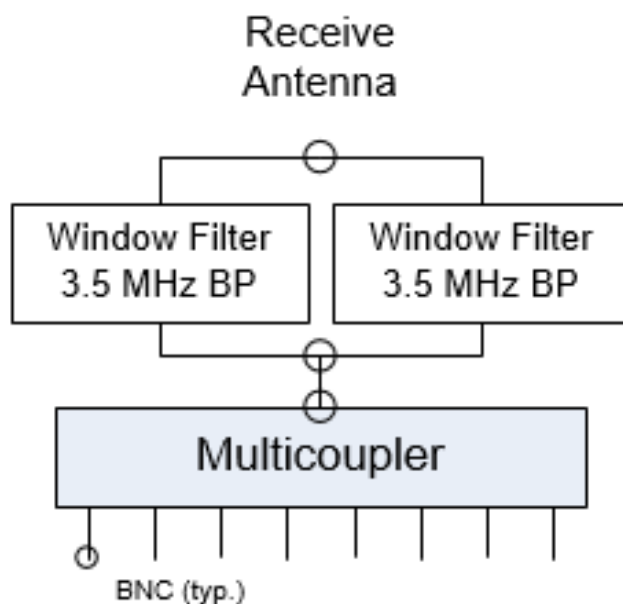 Receive
Antenna
Window Filter
3.5 MHz BP
Window Filter
3.5 MHz BP
Multicoupler
BNC (typ.)